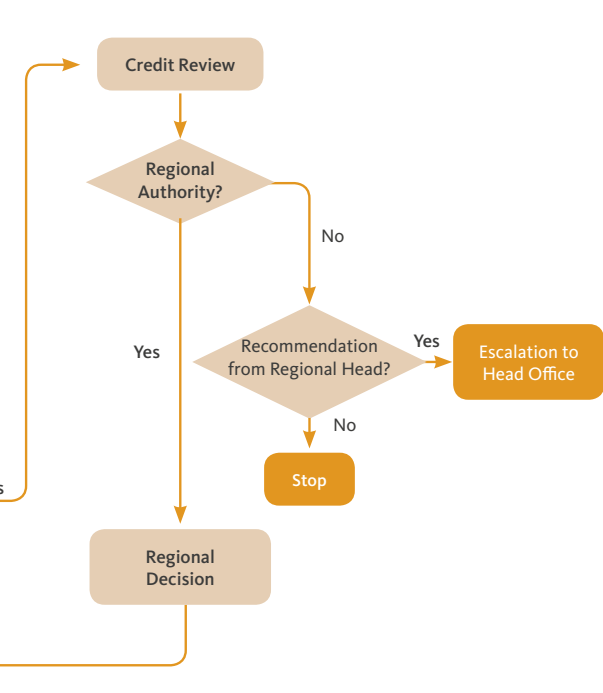 Credit Review
Regional
Authority?
No
Recommendation
from Regional Head?
Yes
Escalation to
Head Office
Yes
No
Stop
Regional
Decision